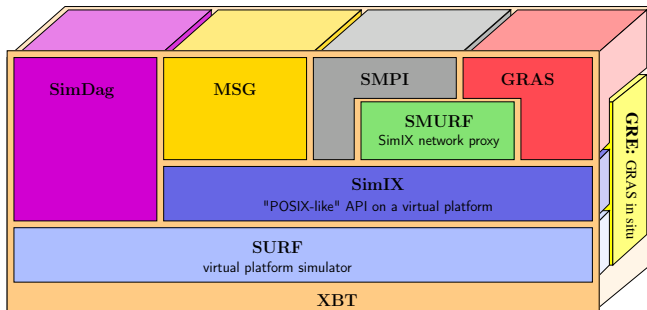 SimDag
MSG
SMPI
GRAS
SMURF
SimIX network proxy
SimIX
"POSIX-like" API on a virtual platform
SURF
virtual platform simulator
XBT
GRE: GRAS in situ